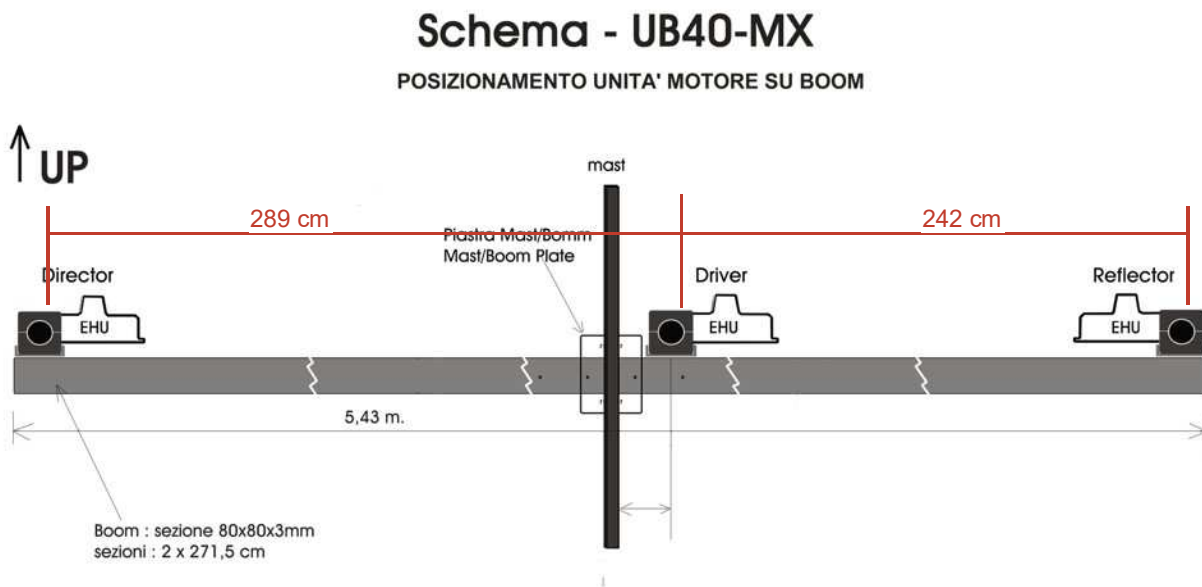 Schema - UB40-MX
POSIZIONAMENTO UNITA' MOTORE SU BOOM
UP
mast
289 cm
242 cm
Piastra Mast/Bomm
Mast/Boom Plate
Director
Driver
Reflector
EHU
EHU
EHU
5,43 m.
Boom : sezione 80x80x3mm
sezioni : 2 x 271,5 cm